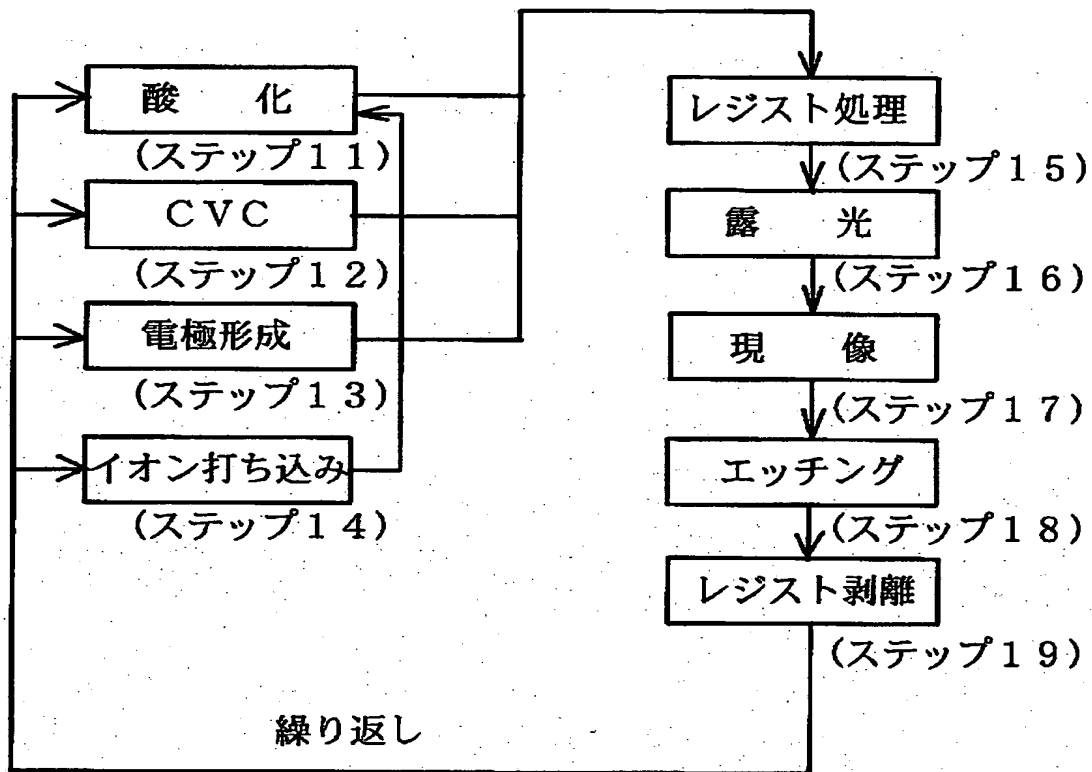 酸　化
(ステップ１１)
ＣＶＣ
(ステップ１２)
電極形成
(ステップ１３)
イオン打ち込み
(ステップ１４)
レジスト処理
(ステップ１５)
露　光
(ステップ１６)
現　像
(ステップ１７)
エッチング
(ステップ１８)
レジスト剥離
(ステップ１９)
繰り返し